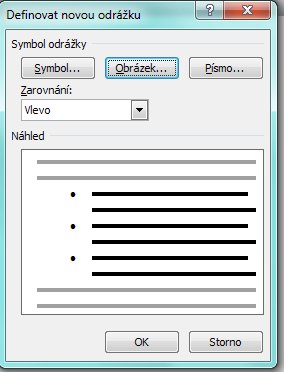 Definovat novou odrážku
Symbol odrážky
Symbol... Obrázek... Písmo...
Zarovnání:
Vlevo
Náhled
OK Storno